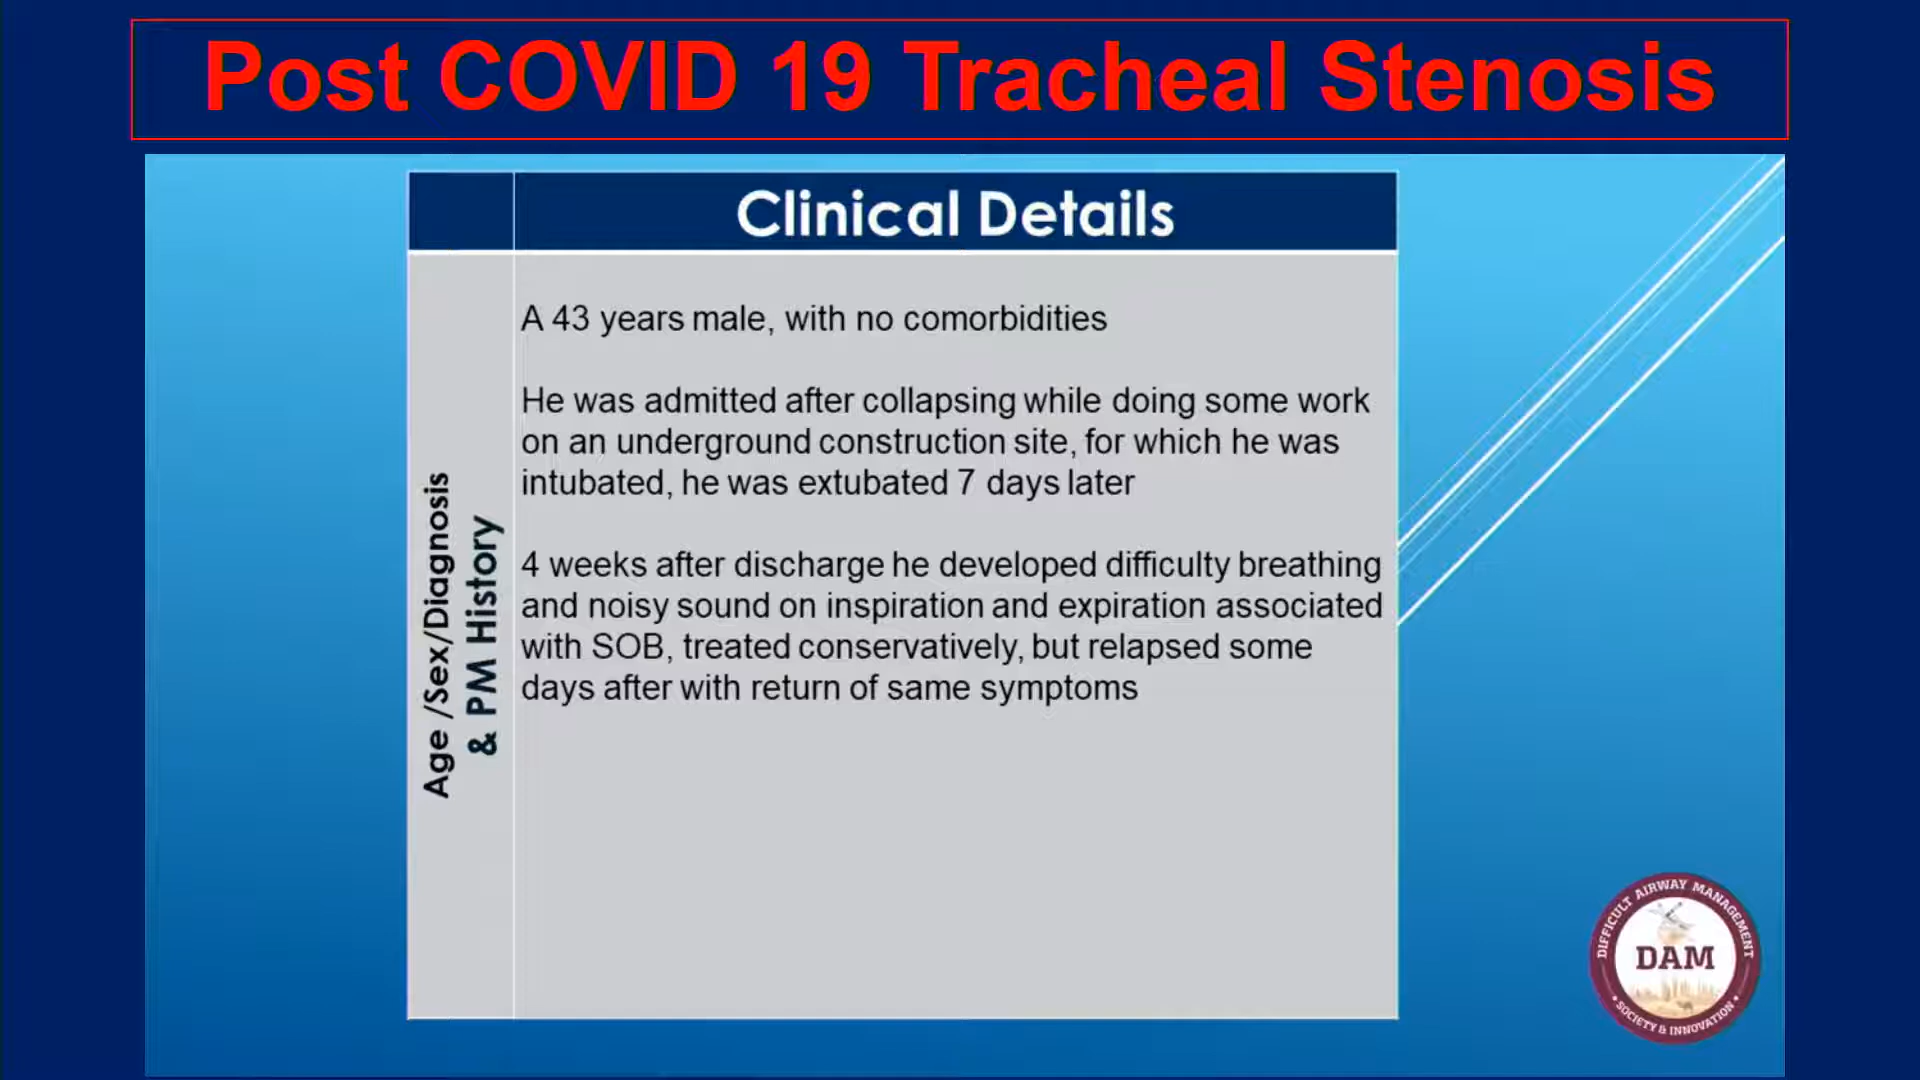 Post COVID 19 Tracheal Stenosis
Clinical Details
Age /Sex/Diagnosis
& PM History
A 43 years male, with no comorbidities
He was admitted after collapsing while doing some work
on an underground construction site, for which he was
intubated, he was extubated 7 days later
4 weeks after discharge he developed difficulty breathing
and noisy sound on inspiration and expiration associated
with SOB, treated conservatively, but relapsed some
days after with return of same symptoms
DIFFICULT AIRWAY MANAGEMENT
DAM
SOCIETY & INNOVATION